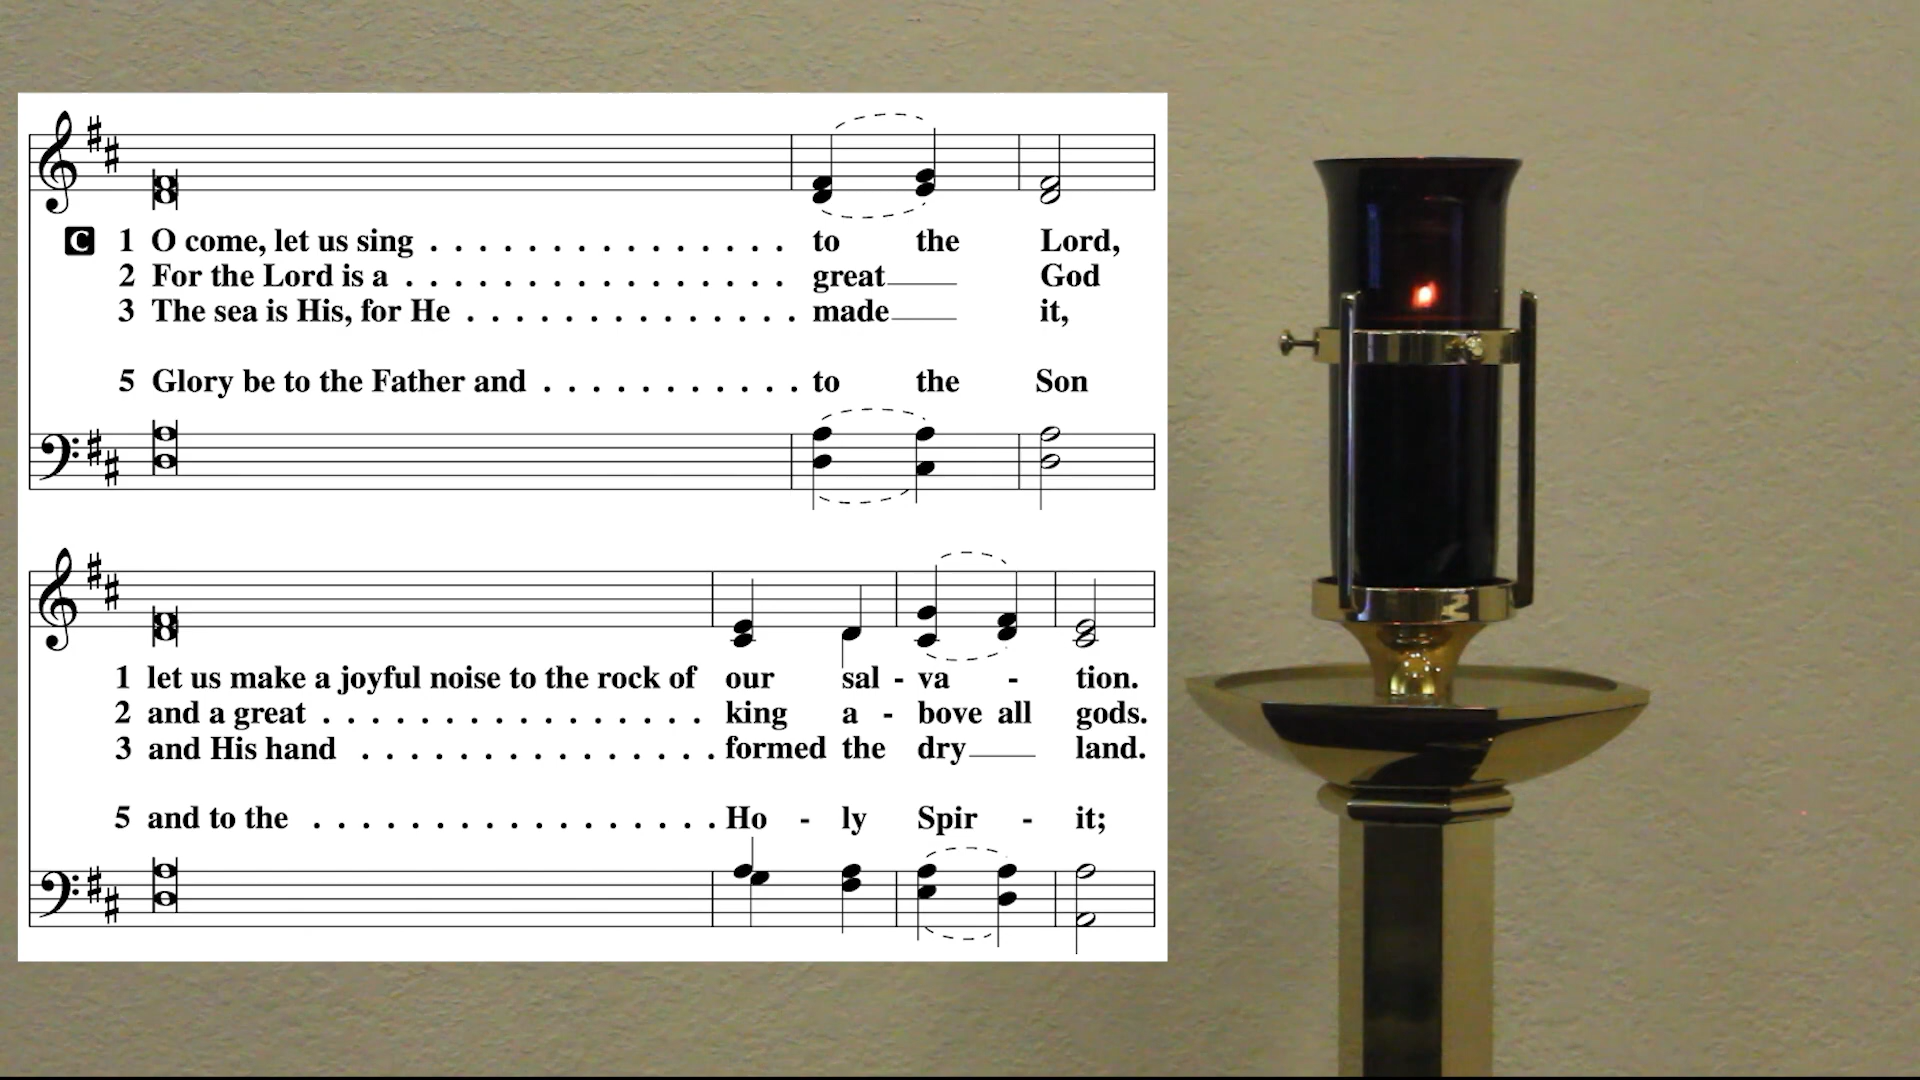 C 1 O come, let us sing . . . . . . . . . . . . . . . to the Lord,
2 For the Lord is a . . . . . . . . . . . . . . . . great____ God
3 The sea is His, for He . . . . . . . . . . . . . . made____ it,
5 Glory be to the Father and . . . . . . . . . . . to the Son
1 let us make a joyful noise to the rock of our sal - va - tion.
2 and a great . . . . . . . . . . . . . . . . . king a - bove all gods.
3 and His hand . . . . . . . . . . . . . . . formed the dry____ land.
5 and to the . . . . . . . . . . . . . . . . . Ho - ly Spir - it;